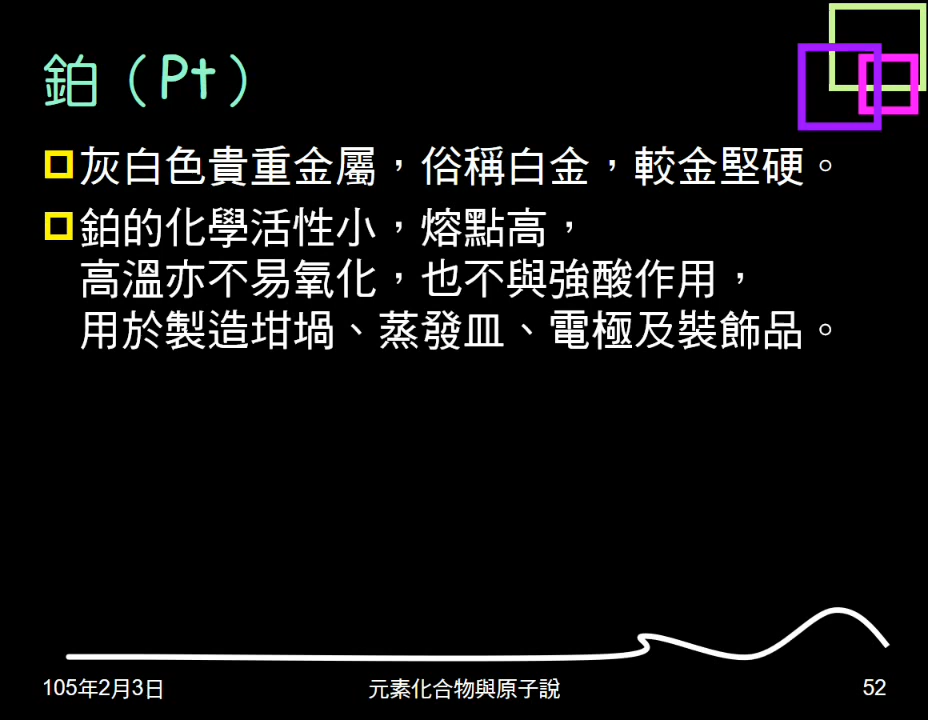 鉑（Pt）
灰白色貴重金屬，俗稱白金，較金堅硬。
鉑的化學活性小，熔點高，
高溫亦不易氧化，也不與強酸作用，
用於製造坩堝、蒸發皿、電極及裝飾品。
105年2月3日
元素化合物與原子說
52